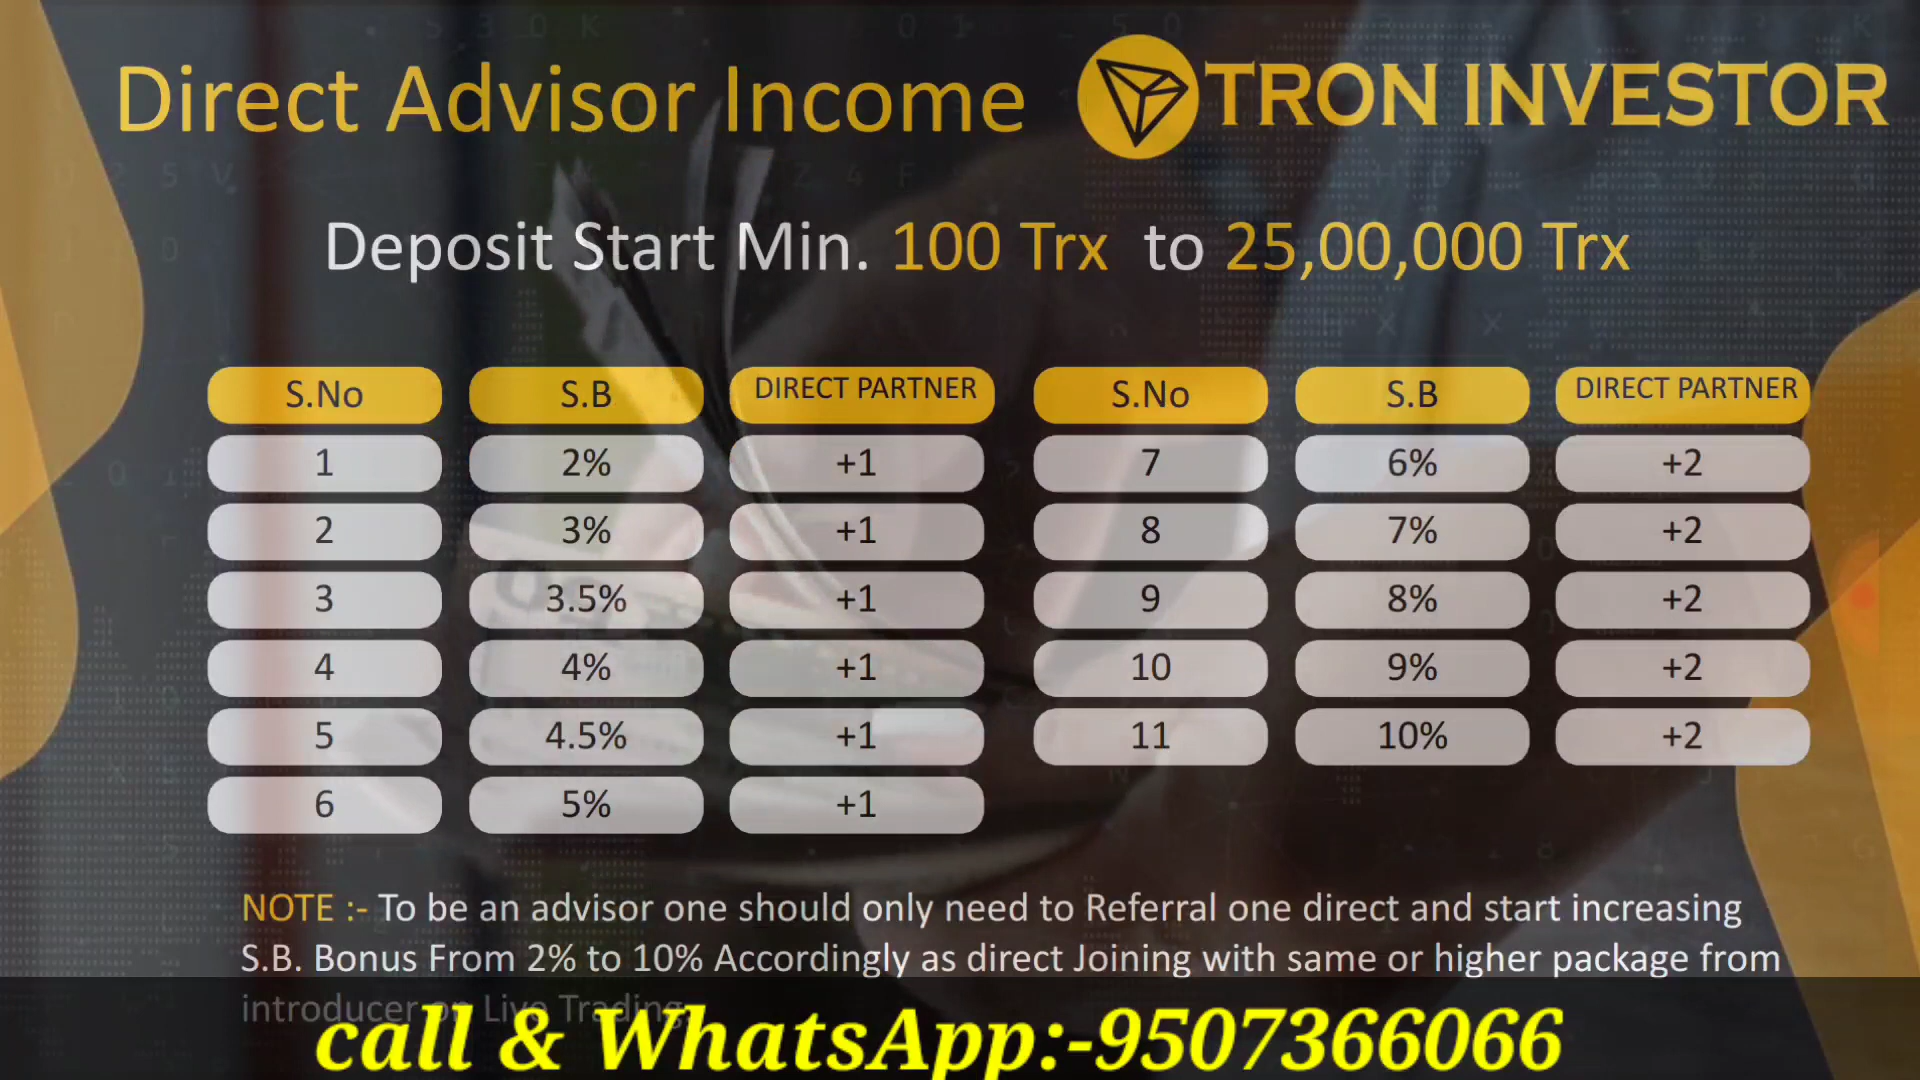 Direct Advisor Income
TRON INVESTOR
Deposit Start Min. 100 Trx to 25,00,000 Trx
S.No S.B DIRECT PARTNER S.No S.B DIRECT PARTNER
1 2% +1 7 6% +2
2 3% +1 8 7% +2
3 3.5% +1 9 8% +2
4 4% +1 10 9% +2
5 4.5% +1 11 10% +2
6 5% +1
NOTE :- To be an advisor one should only need to Referral one direct and start increasing
S.B. Bonus From 2% to 10% Accordingly as direct Joining with same or higher package from
introducer on Live Trading
call & WhatsApp:-9507366066